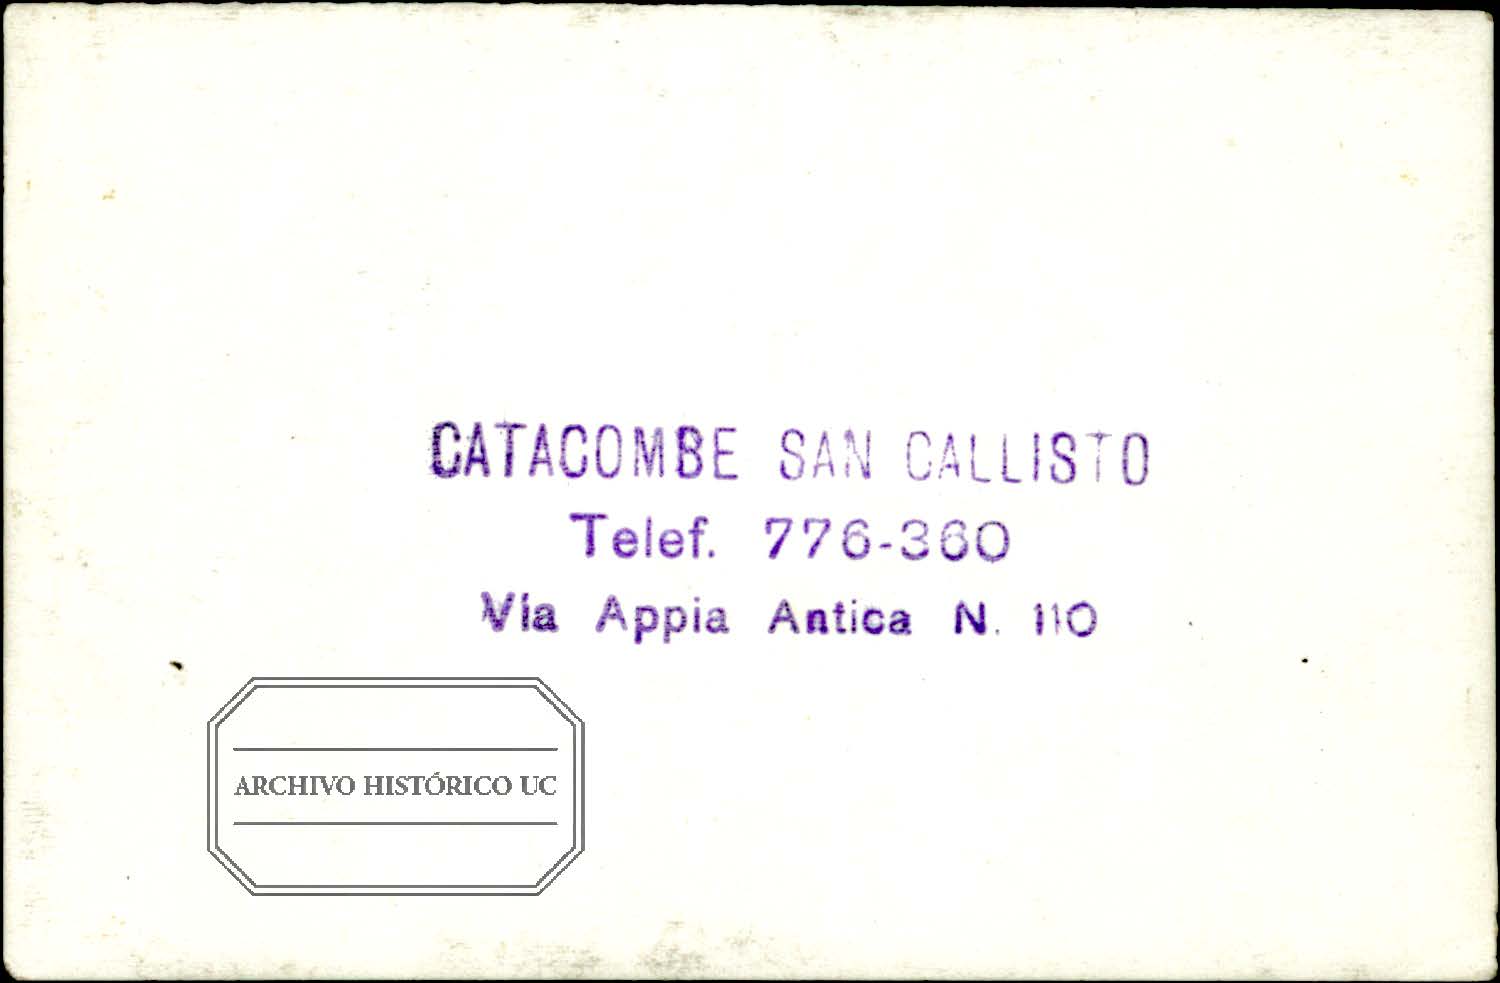 CATACOMBE SAN CALLISTO
Telef. 776-360
Via Appia Antica N. 110
ARCHIVO HISTÓRICO UC